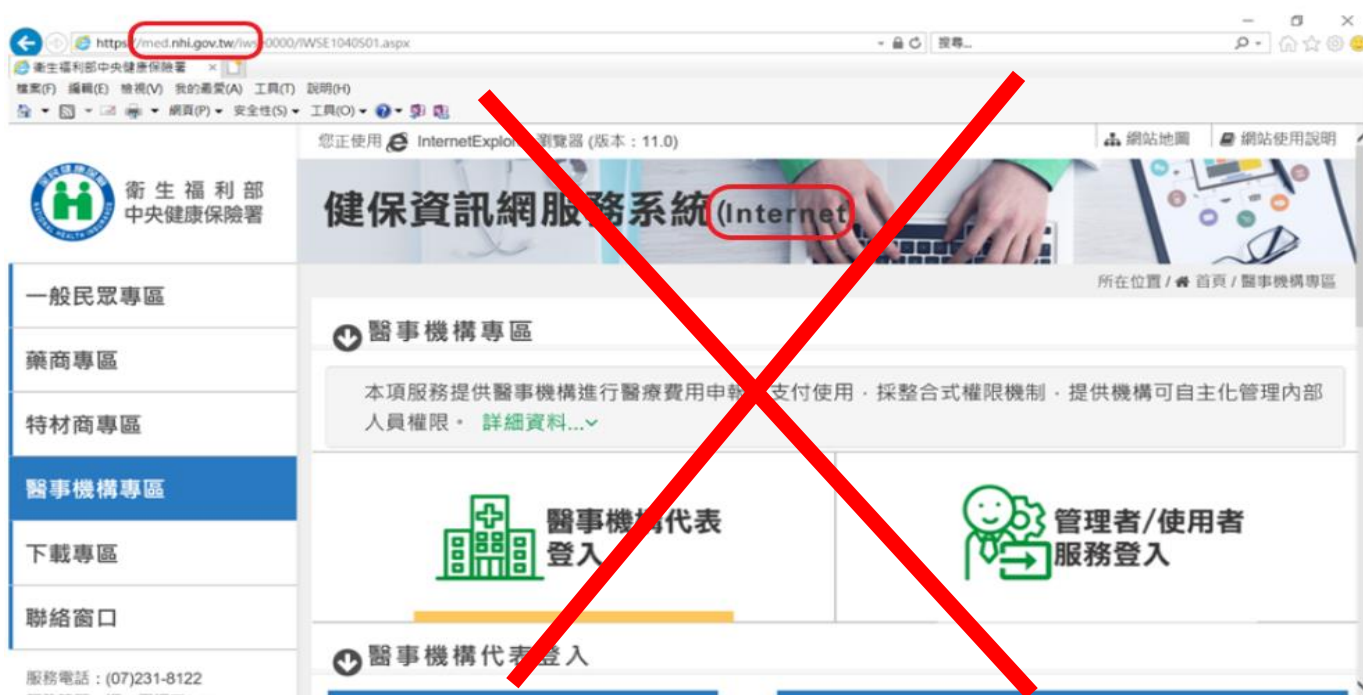 https://med.nhi.gov.tw/iwse0000/IWSE1040S01.aspx
搜尋...
衛生福利部中央健康保險署
檔案(F) 編輯(E) 檢視(V) 我的最愛(A) 工具(T) 說明(H)
網頁(P) 安全性(S) 工具(O)
您正使用 InternetExplor 瀏覽器 (版本：11.0)
網站地圖 網站使用說明
衛生福利部
中央健康保險署
健保資訊網服務系統(Internet
所在位置 / 首頁 / 醫事機構專區
一般民眾專區
藥商專區
特材商專區
醫事機構專區
下載專區
聯絡窗口
服務電話：(07)231-8122
醫事機構專區
本項服務提供醫事機構進行醫療費用申報 支付使用，採整合式權限機制，提供機構可自主化管理內部
人員權限。 詳細資料...
醫事機構代表
登入
管理者/使用者
服務登入
醫事機構代表登入